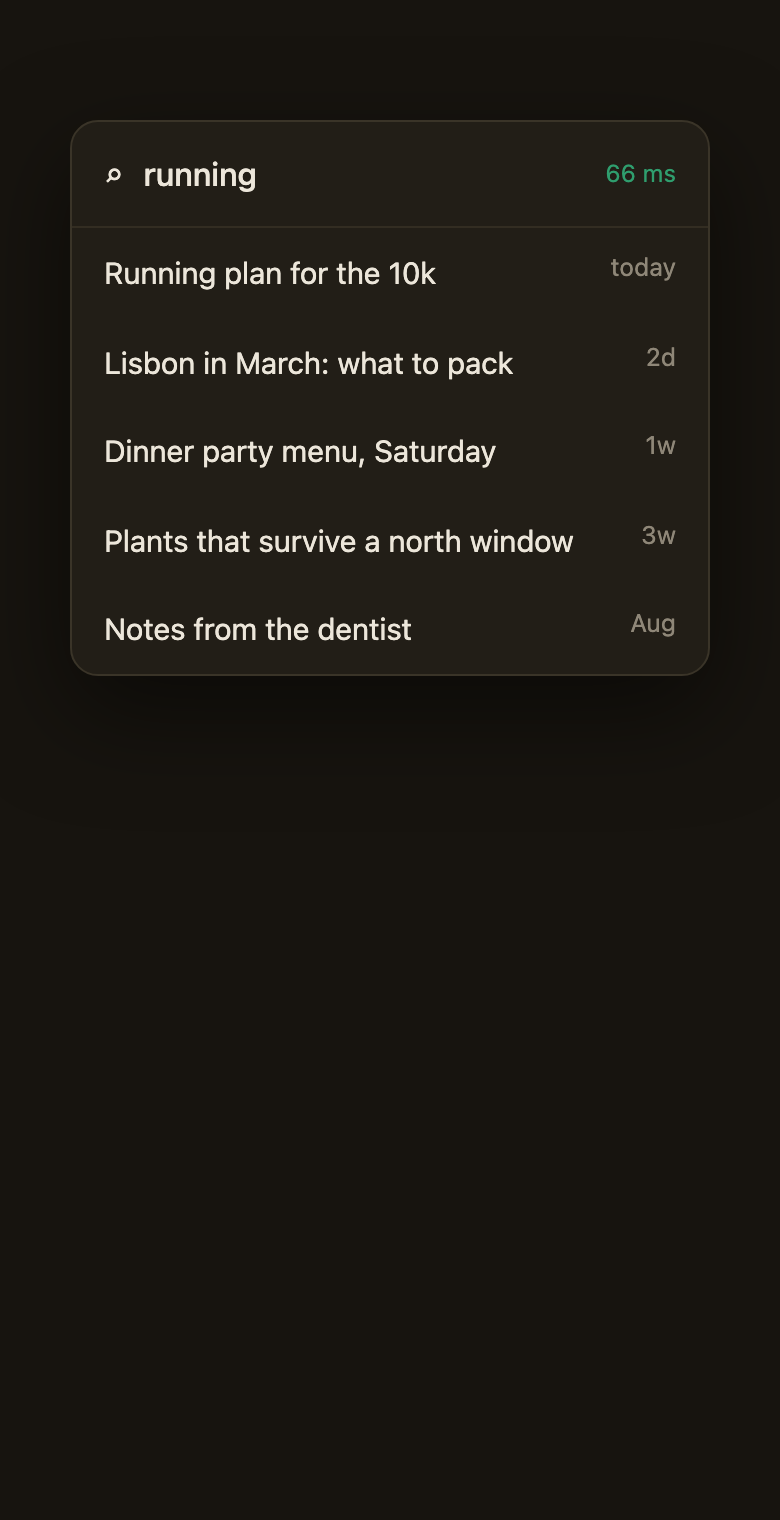 running 66 ms
Running plan for the 10k today
Lisbon in March: what to pack 2d
Dinner party menu, Saturday 1w
Plants that survive a north window 3w
Notes from the dentist Aug